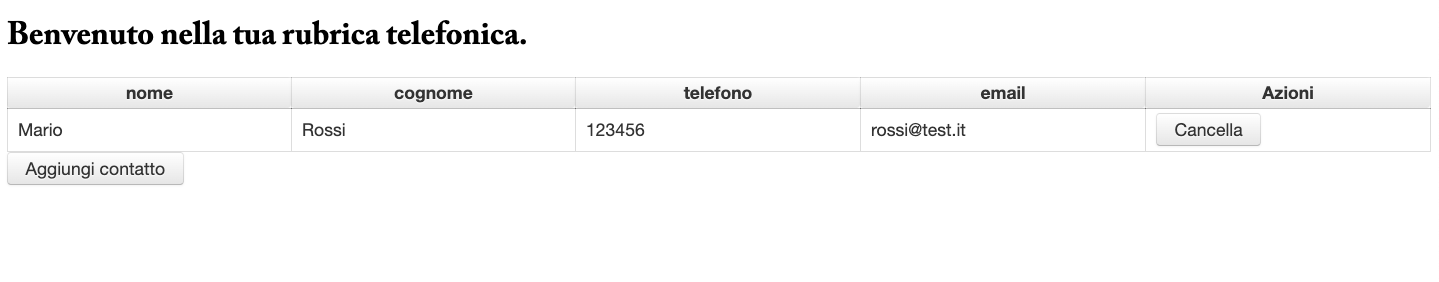 Benvenuto nella tua rubrica telefonica.
nome cognome telefono email Azioni
Mario Rossi 123456 rossi@test.it Cancella
Aggiungi contatto